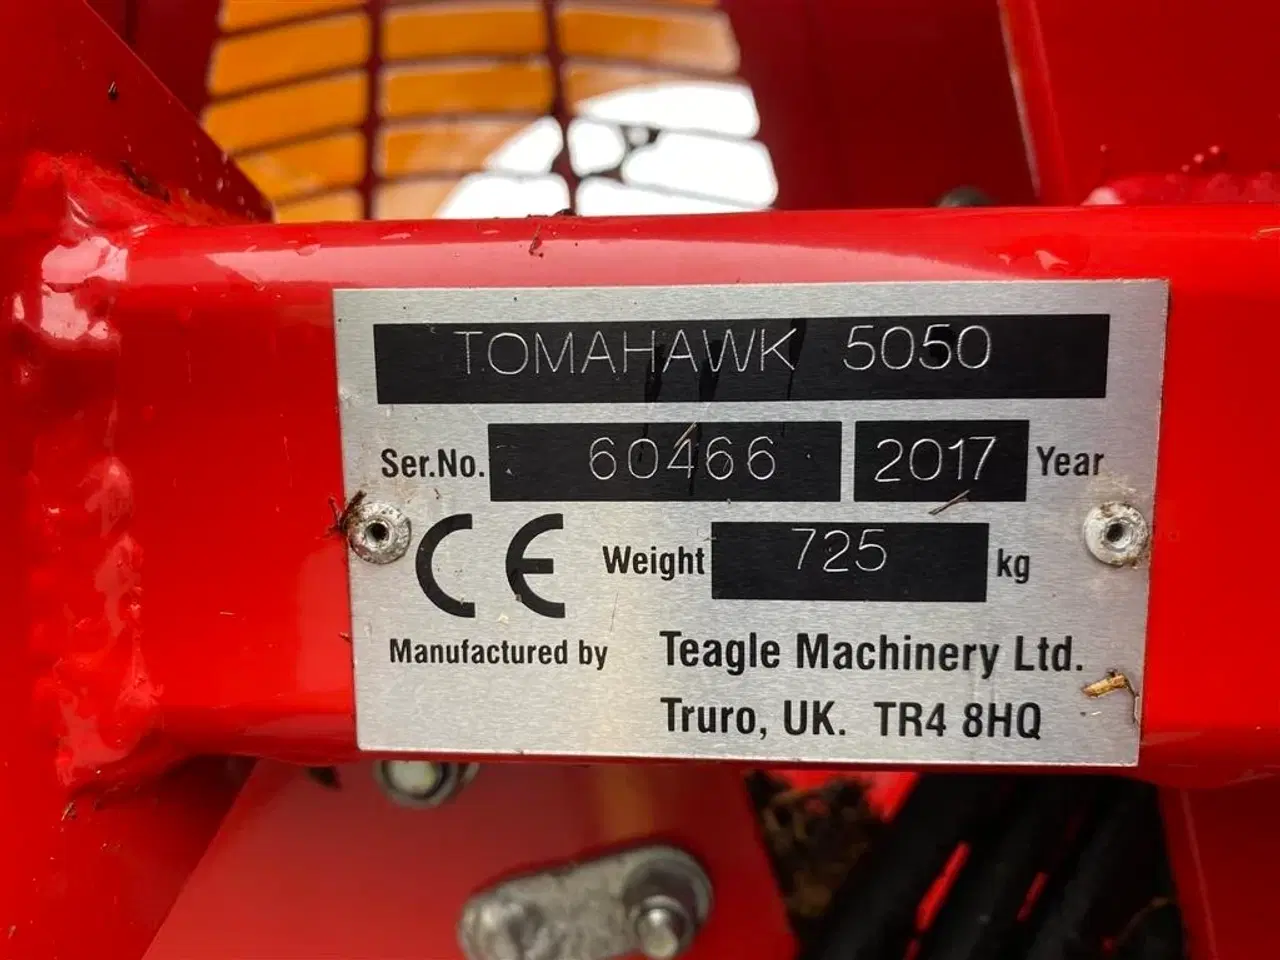 TOMAHAWK 5050
Ser.No. 60466 2017 Year
CE Weight 725 kg
Manufactured by Teagle Machinery Ltd.
Truro, UK. TR4 8HQ